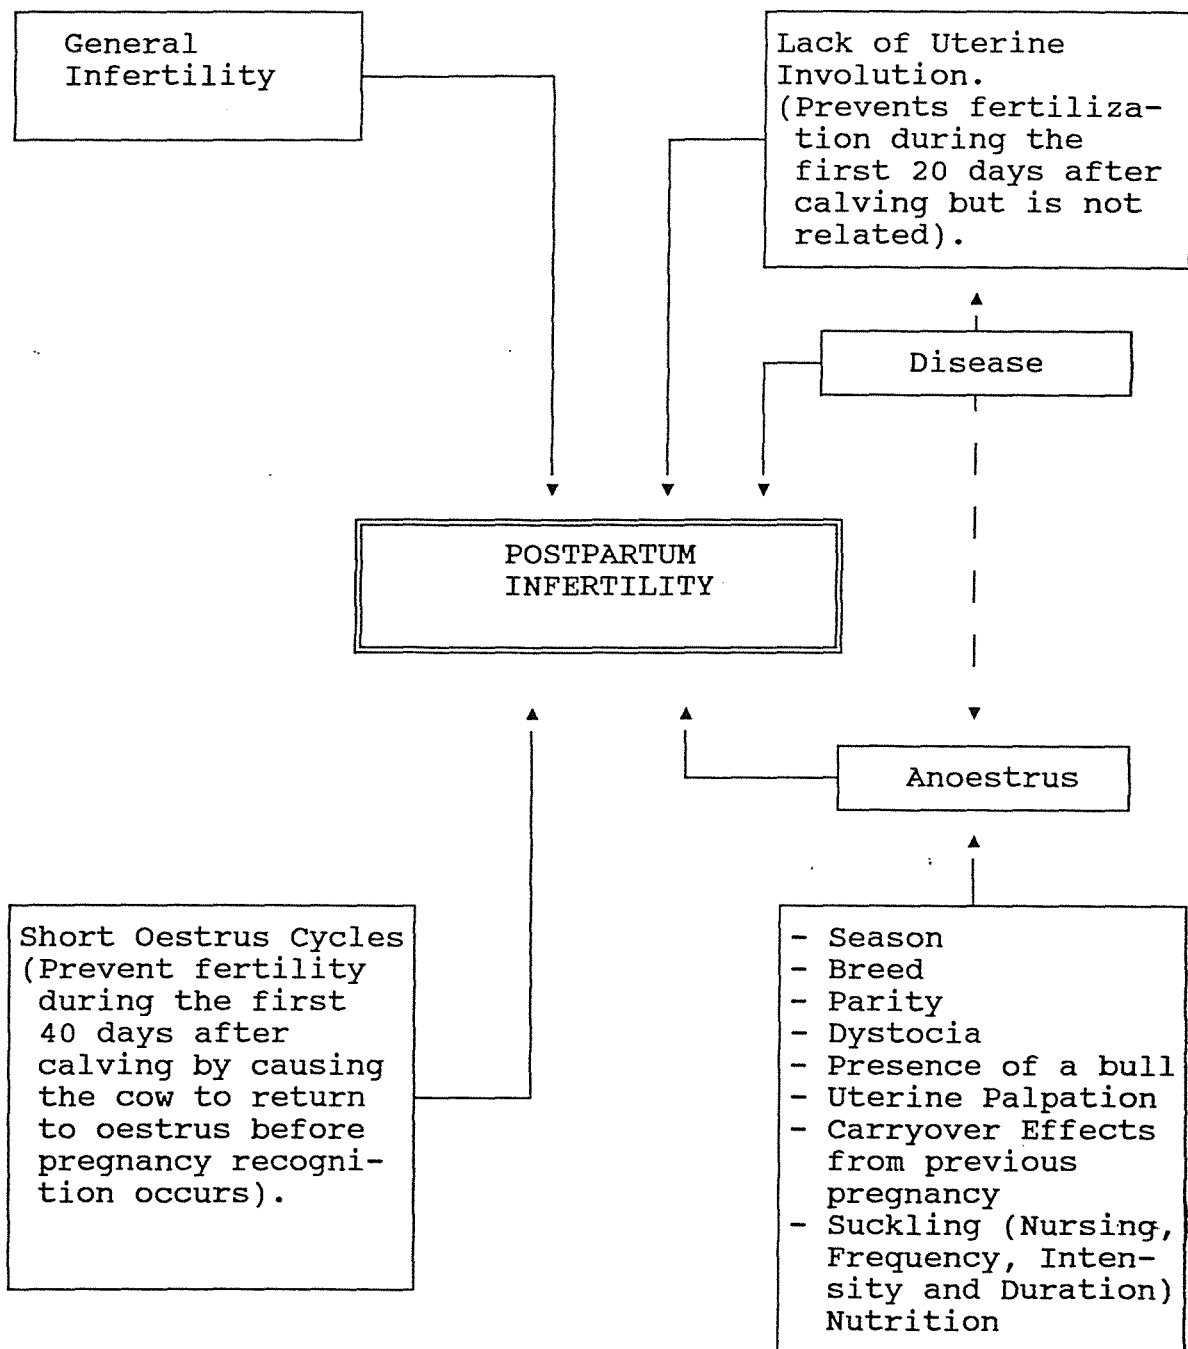 General
Infertility
Lack of Uterine
Involution.
(Prevents fertiliza-
tion during the
first 20 days after
calving but is not
related).
Disease
POSTPARTUM
INFERTILITY
Anoestrus
Short Oestrus Cycles
(Prevent fertility
during the first
40 days after
calving by causing
the cow to return
to oestrus before
pregnancy recogni-
tion occurs).
- Season
- Breed
- Parity
- Dystocia
- Presence of a bull
- Uterine Palpation
- Carryover Effects
from previous
pregnancy
- Suckling (Nursing,
Frequency, Inten-
sity and Duration)
Nutrition